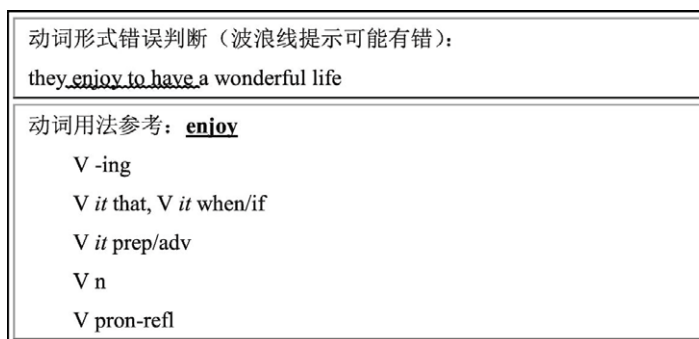 动词形式错误判断（波浪线提示可能有错）：
they enjoy to have a wonderful life
动词用法参考：enjoy
V -ing
V it that, V it when/if
V it prep/adv
V n
V pron-refl